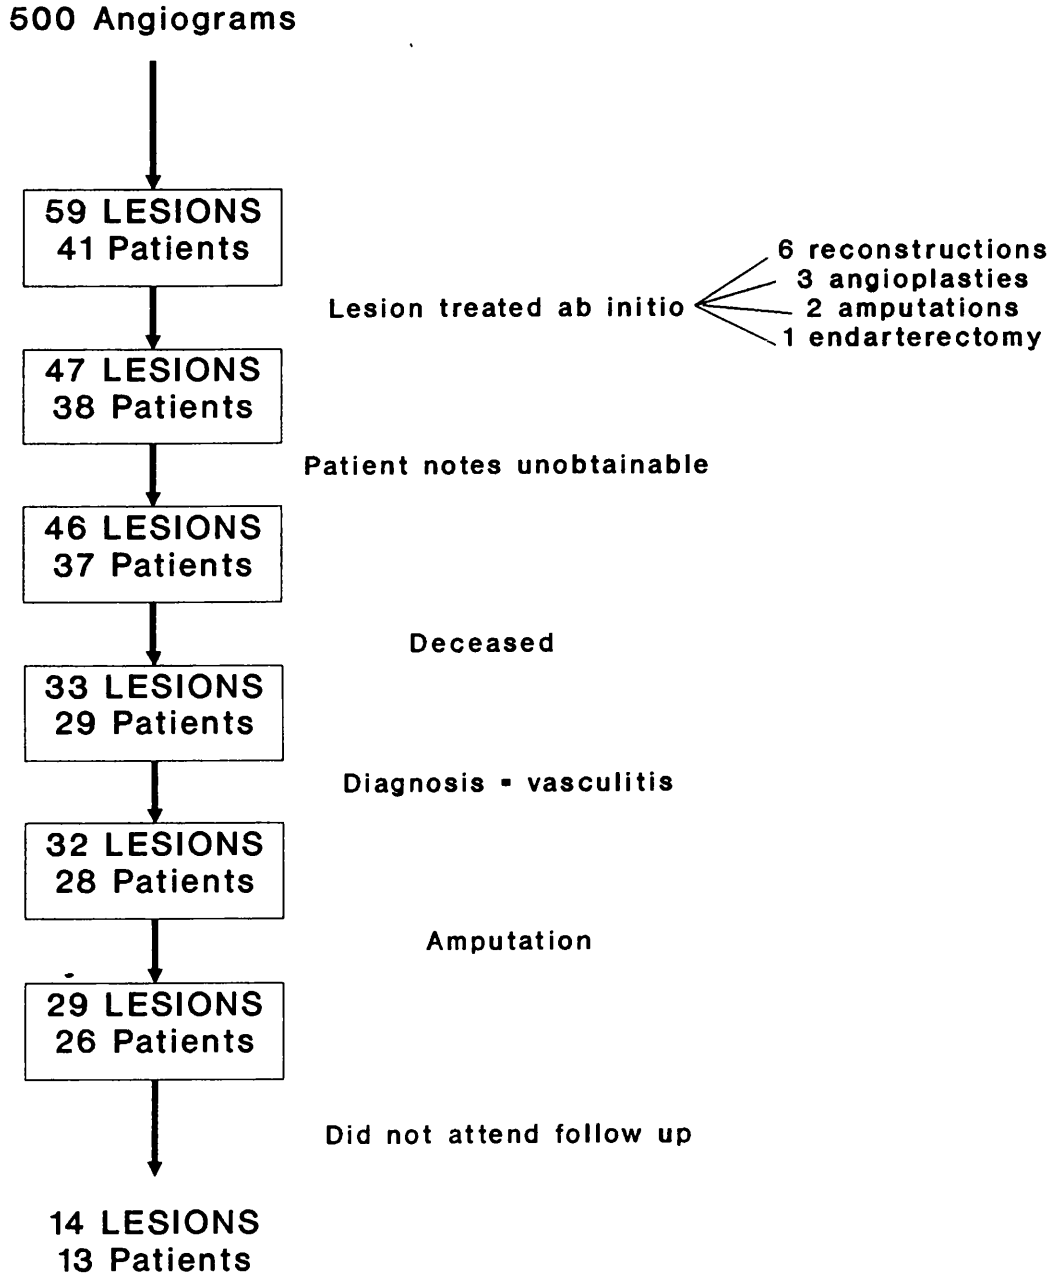 500 Angiograms
59 LESIONS
41 Patients
Lesion treated ab initio
6 reconstructions
3 angioplasties
2 amputations
1 endarterectomy
47 LESIONS
38 Patients
Patient notes unobtainable
46 LESIONS
37 Patients
Deceased
33 LESIONS
29 Patients
Diagnosis = vasculitis
32 LESIONS
28 Patients
Amputation
29 LESIONS
26 Patients
Did not attend follow up
14 LESIONS
13 Patients